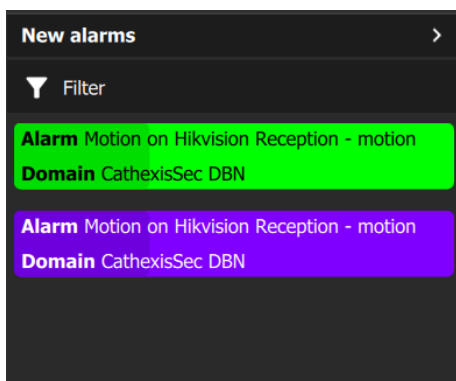 New alarms
Filter
Alarm Motion on Hikvision Reception - motion
Domain CathexisSec DBN
Alarm Motion on Hikvision Reception - motion
Domain CathexisSec DBN